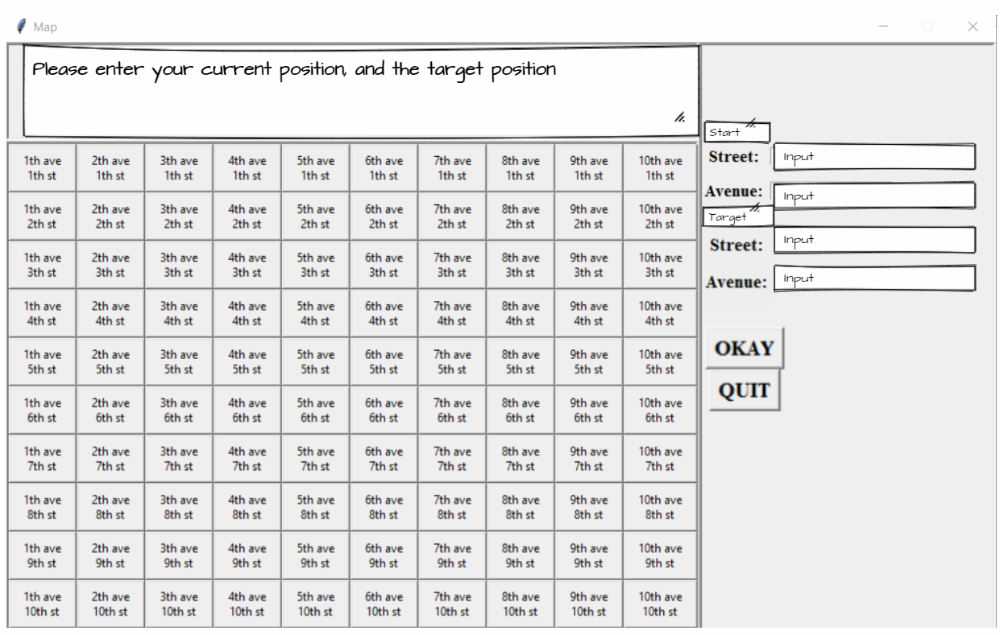 Map
Please enter your current position, and the target position
1th ave 2th ave 3th ave 4th ave 5th ave 6th ave 7th ave 8th ave 9th ave 10th ave
1th st 1th st 1th st 1th st 1th st 1th st 1th st 1th st 1th st 1th st
1th ave 2th ave 3th ave 4th ave 5th ave 6th ave 7th ave 8th ave 9th ave 10th ave
2th st 2th st 2th st 2th st 2th st 2th st 2th st 2th st 2th st 2th st
1th ave 2th ave 3th ave 4th ave 5th ave 6th ave 7th ave 8th ave 9th ave 10th ave
3th st 3th st 3th st 3th st 3th st 3th st 3th st 3th st 3th st 3th st
1th ave 2th ave 3th ave 4th ave 5th ave 6th ave 7th ave 8th ave 9th ave 10th ave
4th st 4th st 4th st 4th st 4th st 4th st 4th st 4th st 4th st 4th st
1th ave 2th ave 3th ave 4th ave 5th ave 6th ave 7th ave 8th ave 9th ave 10th ave
5th st 5th st 5th st 5th st 5th st 5th st 5th st 5th st 5th st 5th st
1th ave 2th ave 3th ave 4th ave 5th ave 6th ave 7th ave 8th ave 9th ave 10th ave
6th st 6th st 6th st 6th st 6th st 6th st 6th st 6th st 6th st 6th st
1th ave 2th ave 3th ave 4th ave 5th ave 6th ave 7th ave 8th ave 9th ave 10th ave
7th st 7th st 7th st 7th st 7th st 7th st 7th st 7th st 7th st 7th st
1th ave 2th ave 3th ave 4th ave 5th ave 6th ave 7th ave 8th ave 9th ave 10th ave
8th st 8th st 8th st 8th st 8th st 8th st 8th st 8th st 8th st 8th st
1th ave 2th ave 3th ave 4th ave 5th ave 6th ave 7th ave 8th ave 9th ave 10th ave
9th st 9th st 9th st 9th st 9th st 9th st 9th st 9th st 9th st 9th st
1th ave 2th ave 3th ave 4th ave 5th ave 6th ave 7th ave 8th ave 9th ave 10th ave
10th st 10th st 10th st 10th st 10th st 10th st 10th st 10th st 10th st 10th st
Start
Street: Input
Avenue: Input
Target
Street: Input
Avenue: Input
OKAY
QUIT